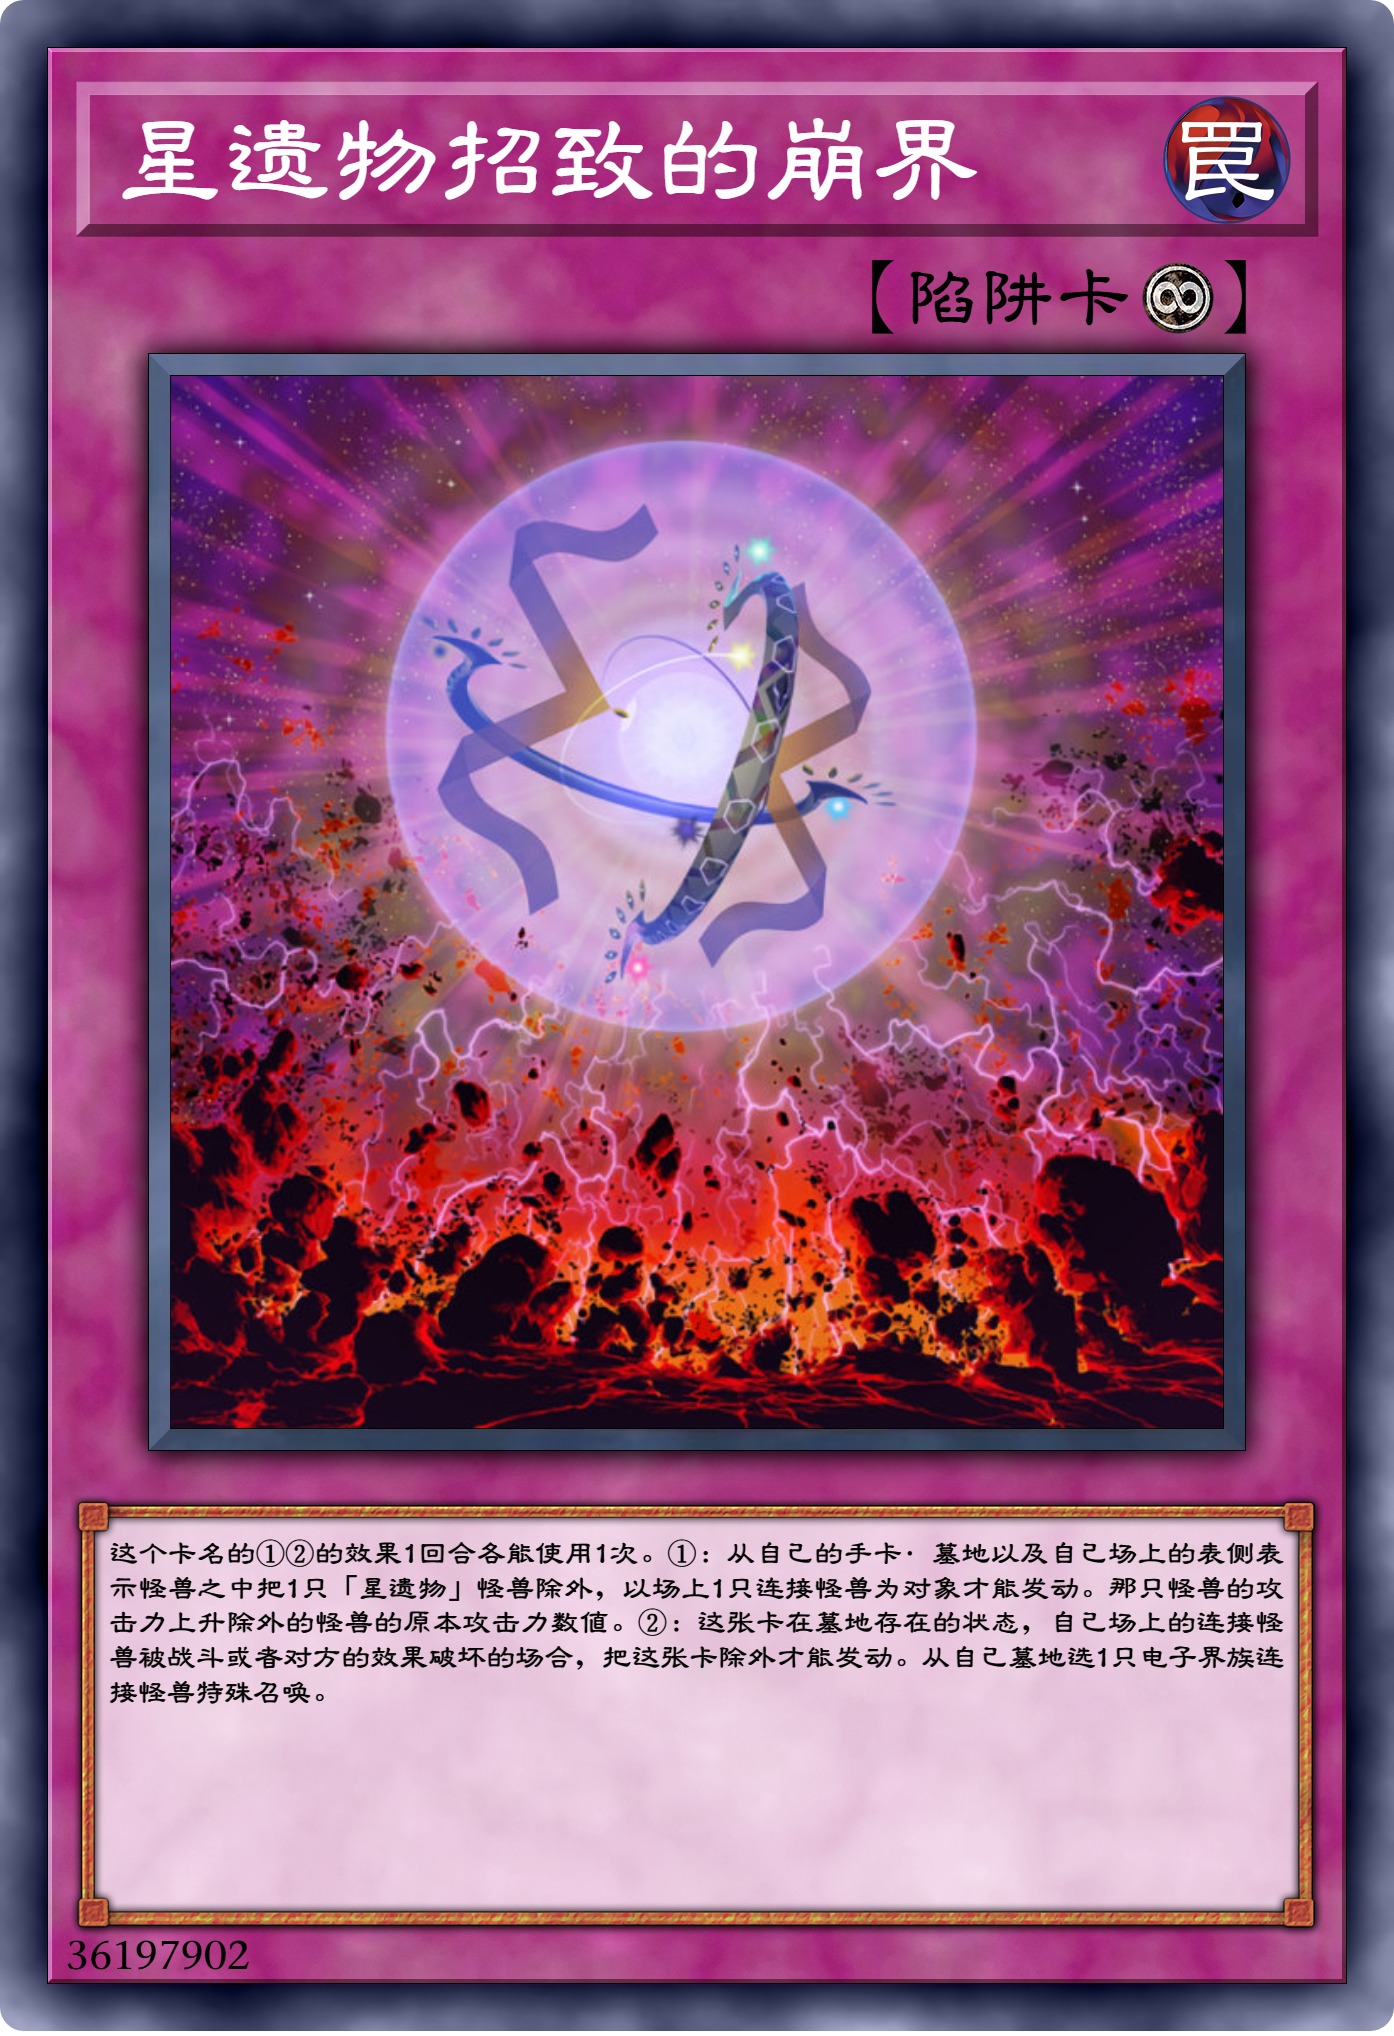 星遗物招致的崩界
罠
【陷阱卡】
这个卡名的①②的效果1回合各能使用1次。①：从自己的手卡·墓地以及自己场上的表侧表
示怪兽之中把1只「星遗物」怪兽除外，以场上1只连接怪兽为对象才能发动。那只怪兽的攻
击力上升除外的怪兽的原本攻击力数值。②：这张卡在墓地存在的状态，自己场上的连接怪
兽被战斗或者对方的效果破坏的场合，把这张卡除外才能发动。从自己墓地选1只电子界族连
接怪兽特殊召唤。
36197902